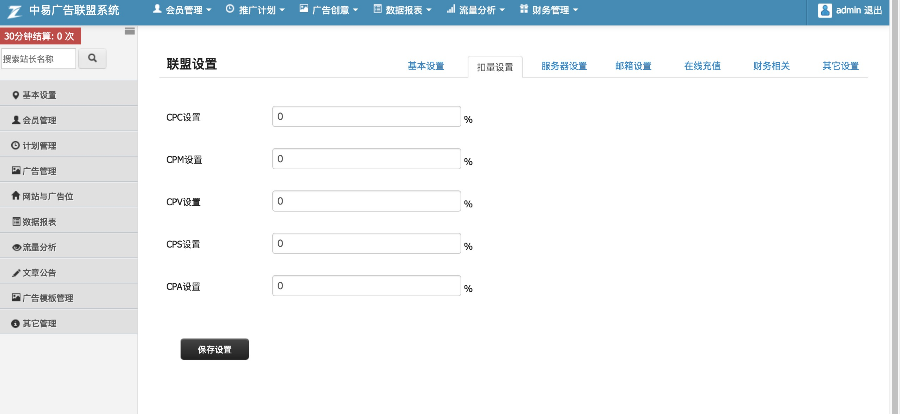 中易广告联盟系统
会员管理
推广计划
广告创意
数据报表
流量分析
财务管理
admin 退出
30分钟结算: 0 次
搜索站长名称
基本设置
会员管理
计划管理
广告管理
网站与广告位
数据报表
流量分析
文章公告
广告模板管理
其它管理
联盟设置
基本设置
扣量设置
服务器设置
邮箱设置
在线充值
财务相关
其它设置
CPC设置 0 %
CPM设置 0 %
CPV设置 0 %
CPS设置 0 %
CPA设置 0 %
保存设置